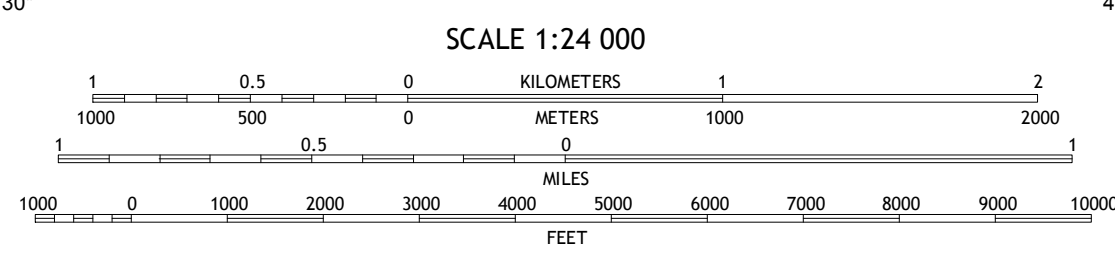 30"
4
SCALE 1:24 000
1 0.5 0 KILOMETERS 1 2
1000 500 0 METERS 1000 2000
1 0.5 0 1
MILES
1000 0 1000 2000 3000 4000 5000 6000 7000 8000 9000 10000
FEET